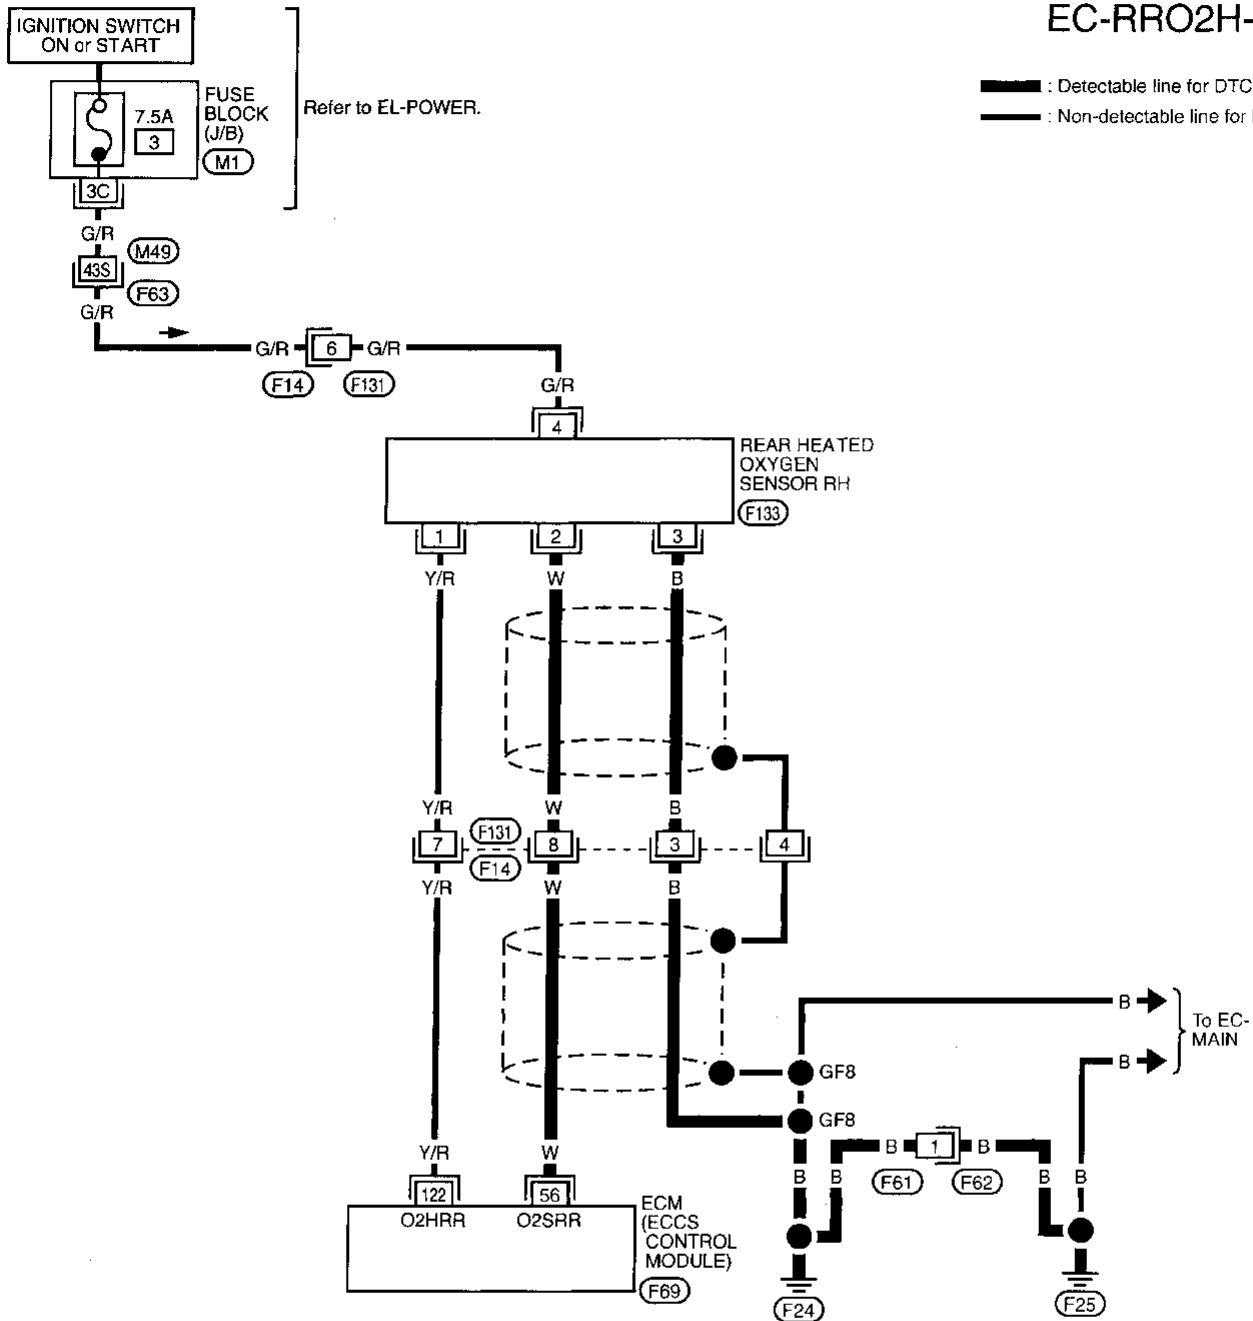 EC-RRO2H-
IGNITION SWITCH
ON or START
: Detectable line for DTC
: Non-detectable line for
FUSE
BLOCK
(J/B)
M1
7.5A
3
Refer to EL-POWER.
3C
G/R
M49
43S
F63
G/R
G/R 6 G/R
F14 F131
G/R
4
REAR HEATED
OXYGEN
SENSOR RH
F133
1 2 3
Y/R W B
Y/R W B
7 F131 8 3 4
F14
Y/R W B
B
To EC-
MAIN
B
GF8
GF8
B 1 B
F61 F62
B B B B
Y/R W
122 56
O2HRR O2SRR
ECM
(ECCS
CONTROL
MODULE)
F69
F24 F25